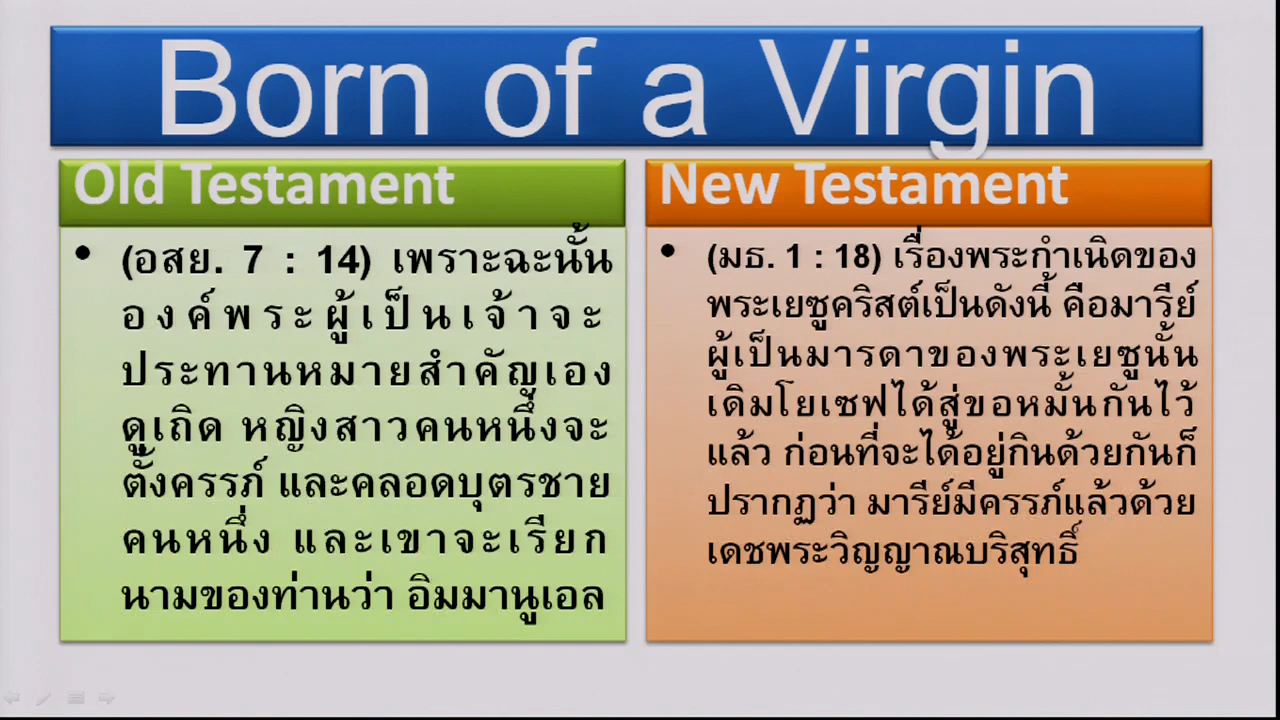 Born of a Virgin
Old Testament
• (อสย. 7 : 14) เพราะฉะนั้น
องค์พระผู้เป็นเจ้าจะ
ประทานหมายสำคัญเอง
ดูเถิด หญิงสาวคนหนึ่งจะ
ตั้งครรภ์ และคลอดบุตรชาย
คนหนึ่ง และเขาจะเรียก
นามของท่านว่า อิมมานูเอล
New Testament
• (มธ. 1 : 18) เรื่องพระกำเนิดของ
พระเยซูคริสต์เป็นดังนี้ คือมารีย์
ผู้เป็นมารดาของพระเยซูนั้น
เดิมโยเซฟได้สู่ขอหมั้นกันไว้
แล้ว ก่อนที่จะได้อยู่กินด้วยกันก็
ปรากฏว่า มารีย์มีครรภ์แล้วด้วย
เดชพระวิญญาณบริสุทธิ์